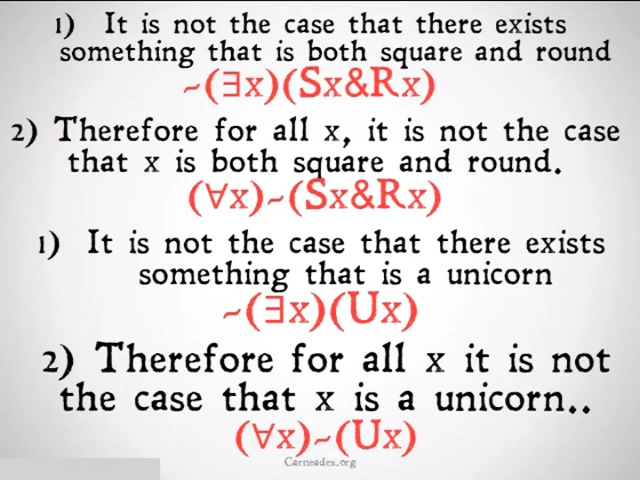 1) It is not the case that there exists
something that is both square and round
~(∃x)(Sx&Rx)
2) Therefore for all x, it is not the case
that x is both square and round.
(∀x)~(Sx&Rx)
1) It is not the case that there exists
something that is a unicorn
~(∃x)(Ux)
2) Therefore for all x it is not
the case that x is a unicorn..
(∀x)~(Ux)
Carneades.org